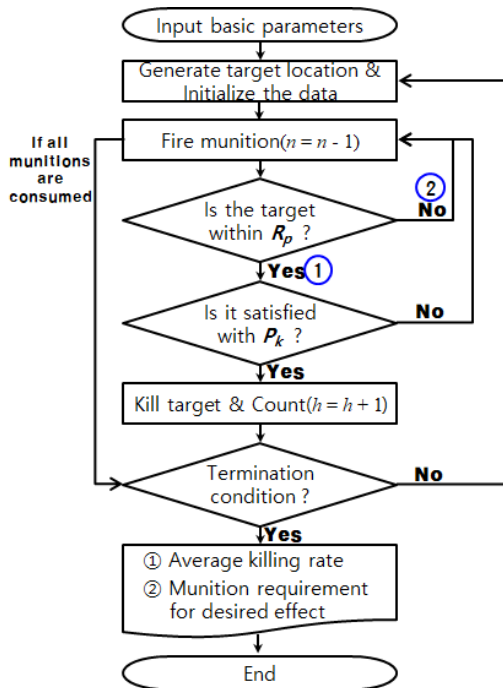 Input basic parameters
Generate target location &
Initialize the data
If all
munitions
are
consumed
Fire munition(n = n - 1)
②
No
Is the target
within Rp ?
Yes ①
Is it satisfied
with Pk ?
No
Yes
Kill target & Count(h = h + 1)
Termination
condition ?
No
Yes
① Average killing rate
② Munition requirement
for desired effect
End